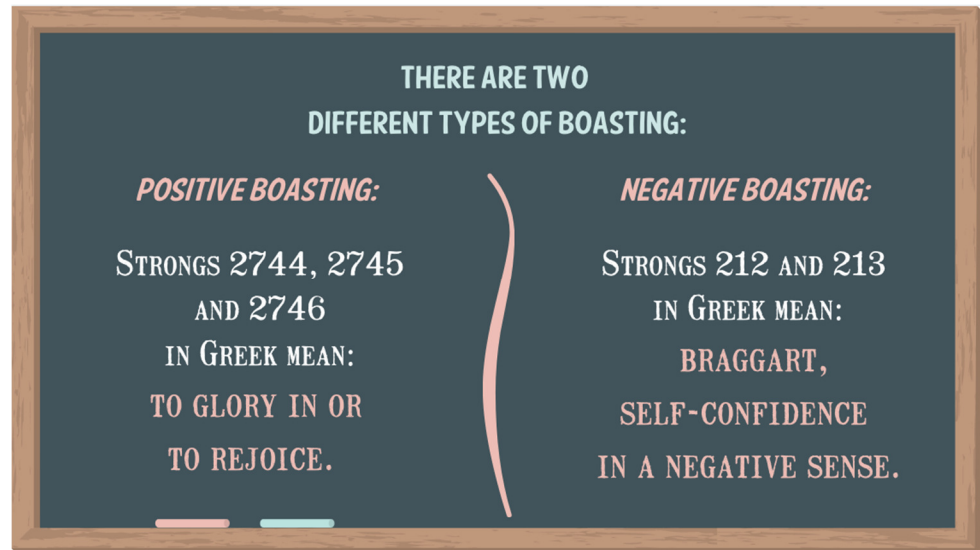 THERE ARE TWO
DIFFERENT TYPES OF BOASTING:
POSITIVE BOASTING:
STRONGS 2744, 2745
AND 2746
IN GREEK MEAN:
TO GLORY IN OR
TO REJOICE.
NEGATIVE BOASTING:
STRONGS 212 AND 213
IN GREEK MEAN:
BRAGGART,
SELF-CONFIDENCE
IN A NEGATIVE SENSE.